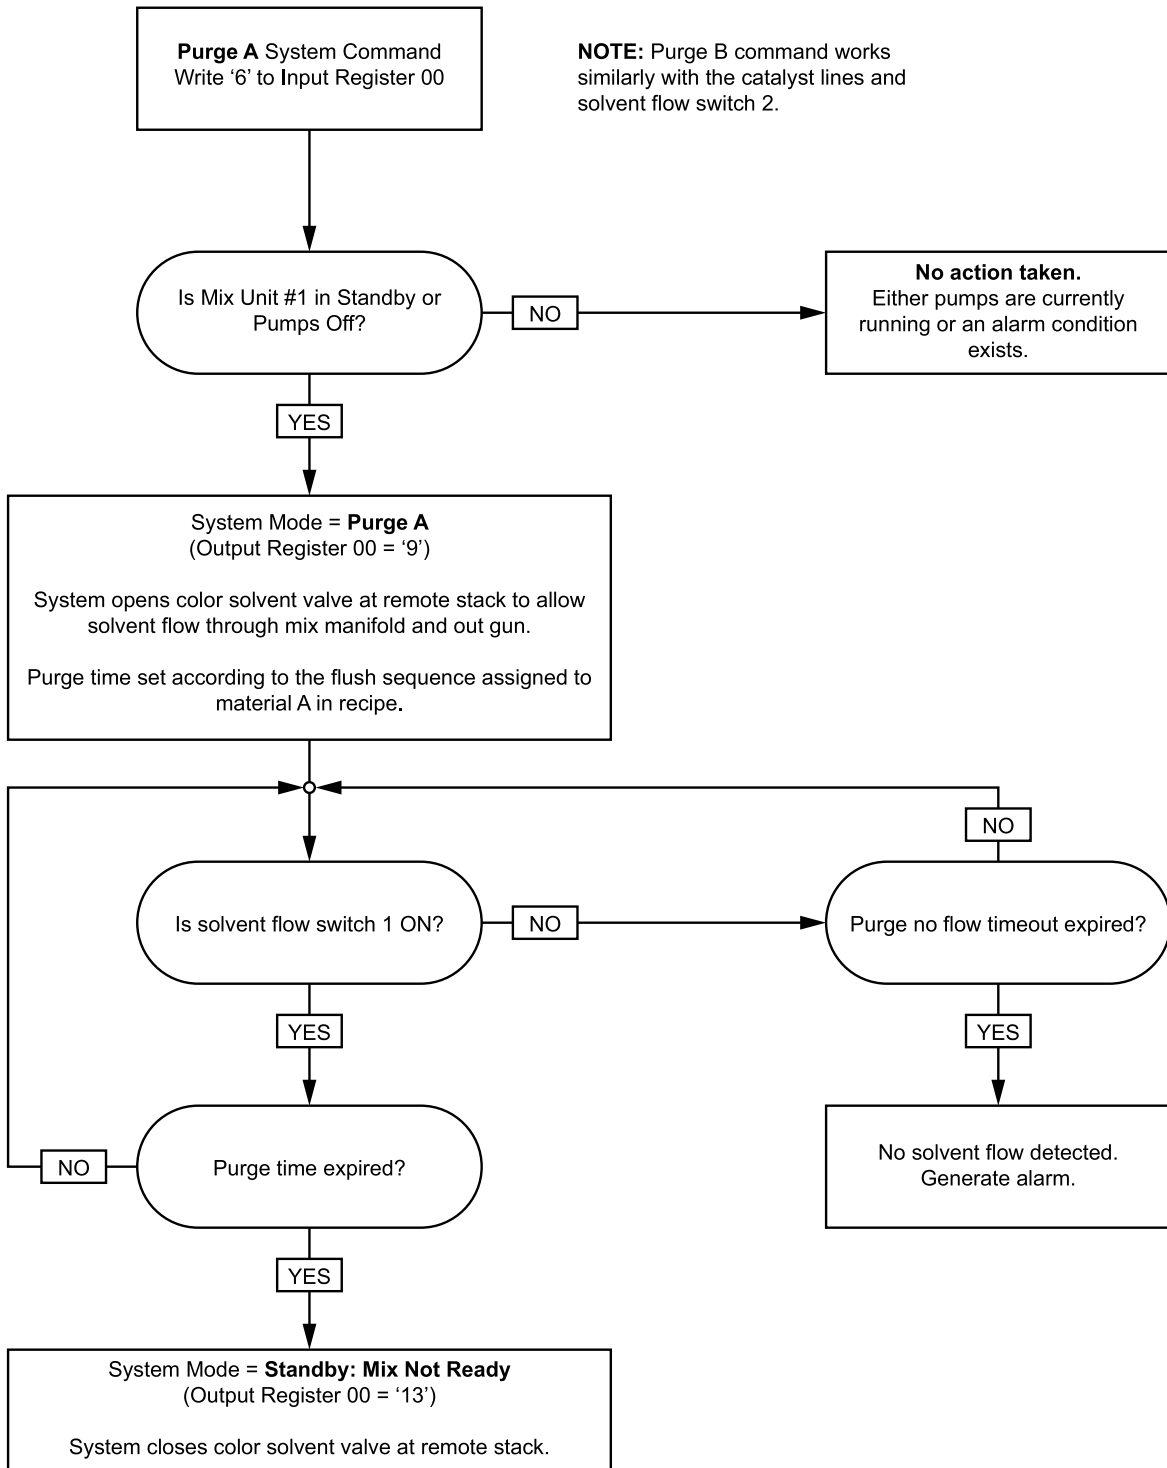 Purge A System Command
Write ‘6’ to Input Register 00
NOTE: Purge B command works
similarly with the catalyst lines and
solvent flow switch 2.
Is Mix Unit #1 in Standby or
Pumps Off?
NO
No action taken.
Either pumps are currently
running or an alarm condition
exists.
YES
System Mode = Purge A
(Output Register 00 = ‘9’)
System opens color solvent valve at remote stack to allow
solvent flow through mix manifold and out gun.
Purge time set according to the flush sequence assigned to
material A in recipe.
NO
Is solvent flow switch 1 ON?
NO
Purge no flow timeout expired?
YES
YES
NO
Purge time expired?
No solvent flow detected.
Generate alarm.
YES
System Mode = Standby: Mix Not Ready
(Output Register 00 = ‘13’)
System closes color solvent valve at remote stack.